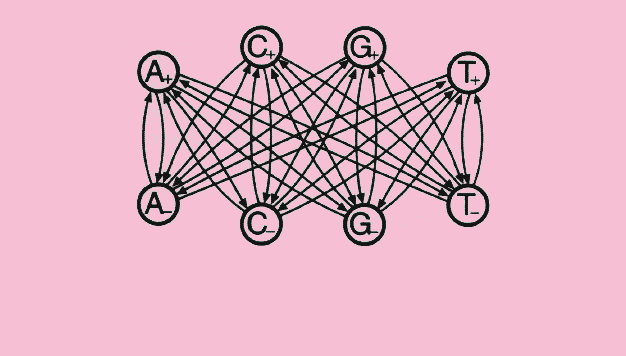 A+ C+ G+ T+
A− C− G− T−